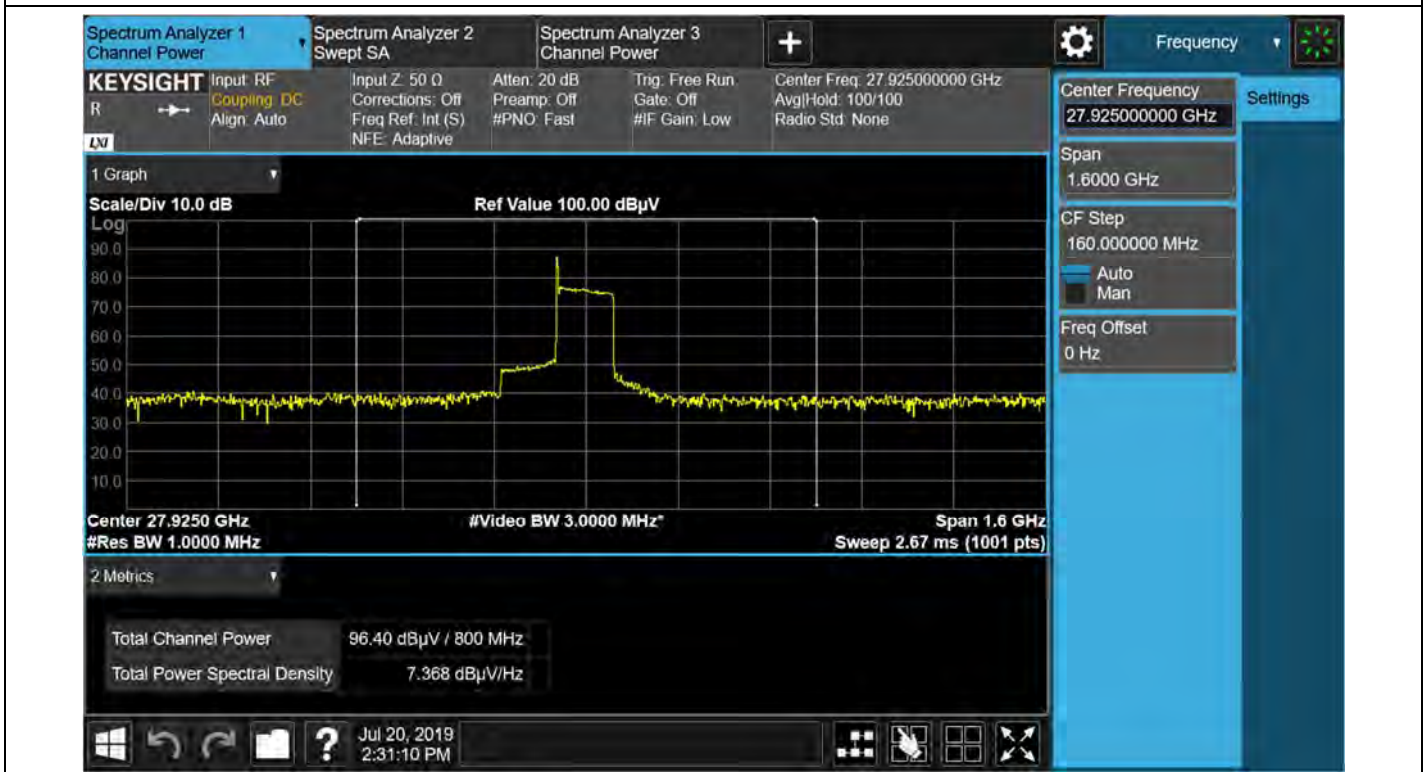 Spectrum Analyzer 1
Channel Power
Spectrum Analyzer 2
Swept SA
Spectrum Analyzer 3
Channel Power
Frequency
KEYSIGHT
R
LXI
Input: RF
Coupling: DC
Align: Auto
Input Z: 50 Ω
Corrections: Off
Freq Ref: Int (S)
NFE: Adaptive
Atten: 20 dB
Preamp: Off
#PNO: Fast
Trig: Free Run
Gate: Off
#IF Gain: Low
Center Freq: 27.925000000 GHz
Avg|Hold: 100/100
Radio Std: None
Center Frequency
27.925000000 GHz
Settings
Span
1.6000 GHz
CF Step
160.000000 MHz
Auto
Man
Freq Offset
0 Hz
1 Graph
Scale/Div 10.0 dB
Ref Value 100.00 dBµV
Log
90.0
80.0
70.0
60.0
50.0
40.0
30.0
20.0
10.0
Center 27.9250 GHz
#Video BW 3.0000 MHz*
Span 1.6 GHz
#Res BW 1.0000 MHz
Sweep 2.67 ms (1001 pts)
2 Metrics
Total Channel Power 96.40 dBµV / 800 MHz
Total Power Spectral Density 7.368 dBµV/Hz
?
Jul 20, 2019
2:31:10 PM